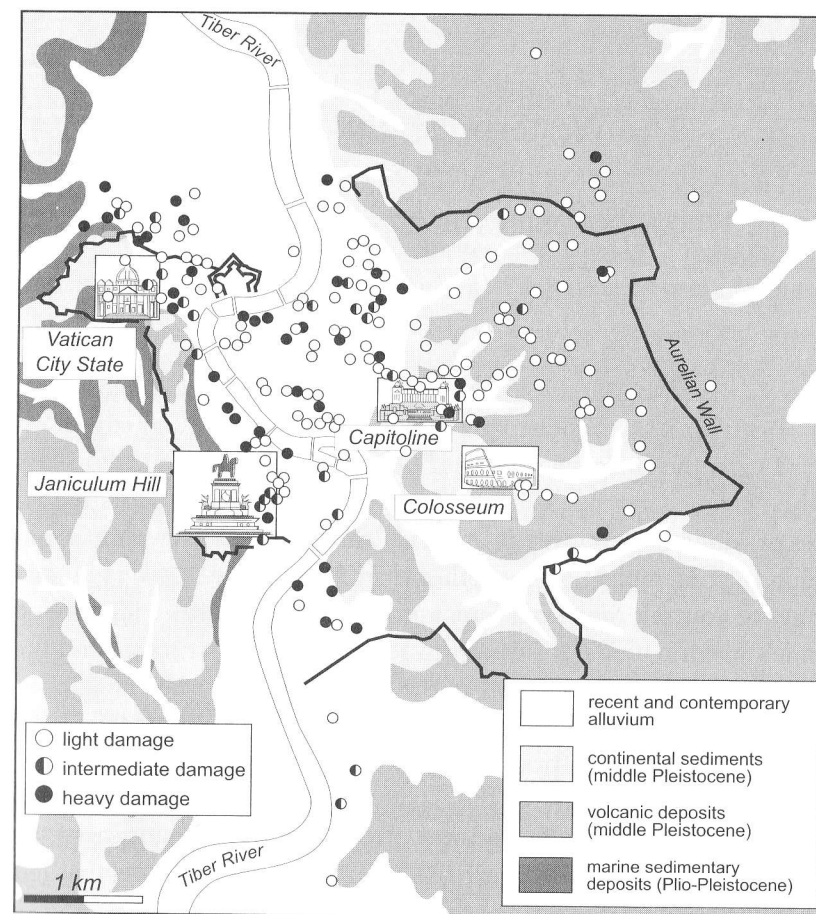 Tiber River
Vatican
City State
Aurelian Wall
Capitoline
Janiculum Hill
Colosseum
light damage
intermediate damage
heavy damage
recent and contemporary
alluvium
continental sediments
(middle Pleistocene)
volcanic deposits
(middle Pleistocene)
marine sedimentary
deposits (Plio-Pleistocene)
Tiber River
1 km